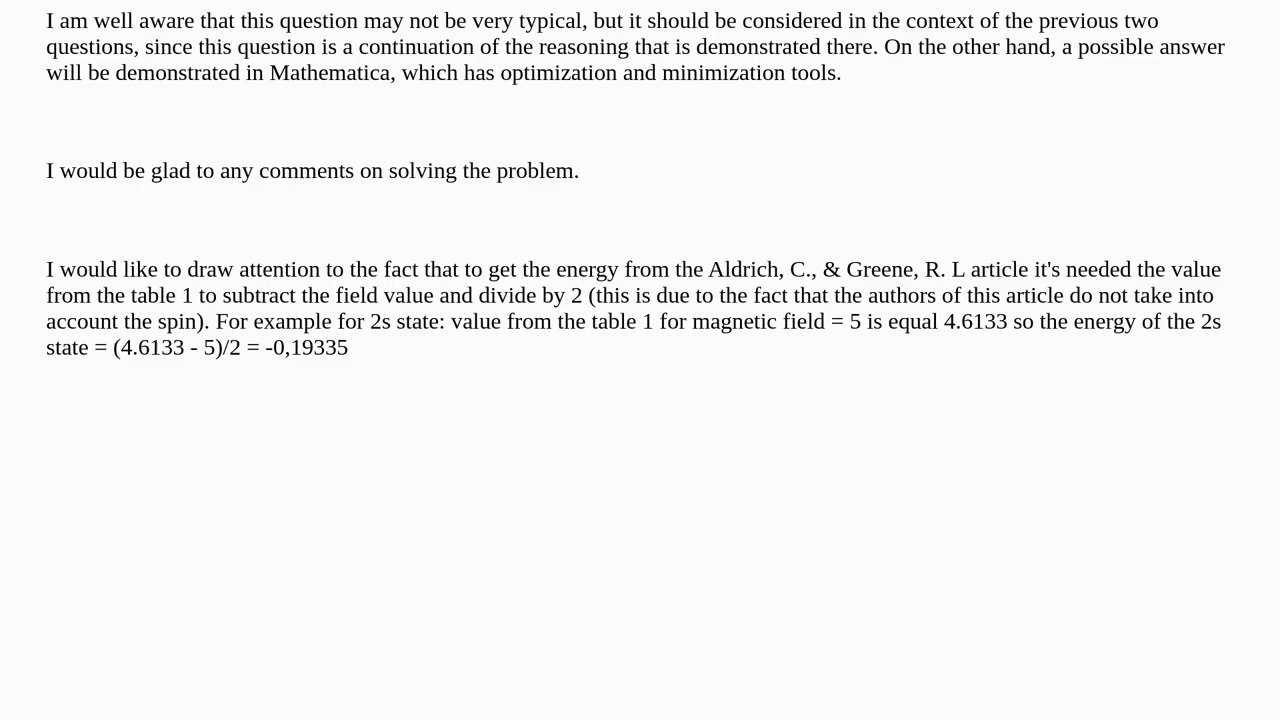 I am well aware that this question may not be very typical, but it should be considered in the context of the previous two
questions, since this question is a continuation of the reasoning that is demonstrated there. On the other hand, a possible answer
will be demonstrated in Mathematica, which has optimization and minimization tools.
I would be glad to any comments on solving the problem.
I would like to draw attention to the fact that to get the energy from the Aldrich, C., & Greene, R. L article it's needed the value
from the table 1 to subtract the field value and divide by 2 (this is due to the fact that the authors of this article do not take into
account the spin). For example for 2s state: value from the table 1 for magnetic field = 5 is equal 4.6133 so the energy of the 2s
state = (4.6133 - 5)/2 = -0,19335